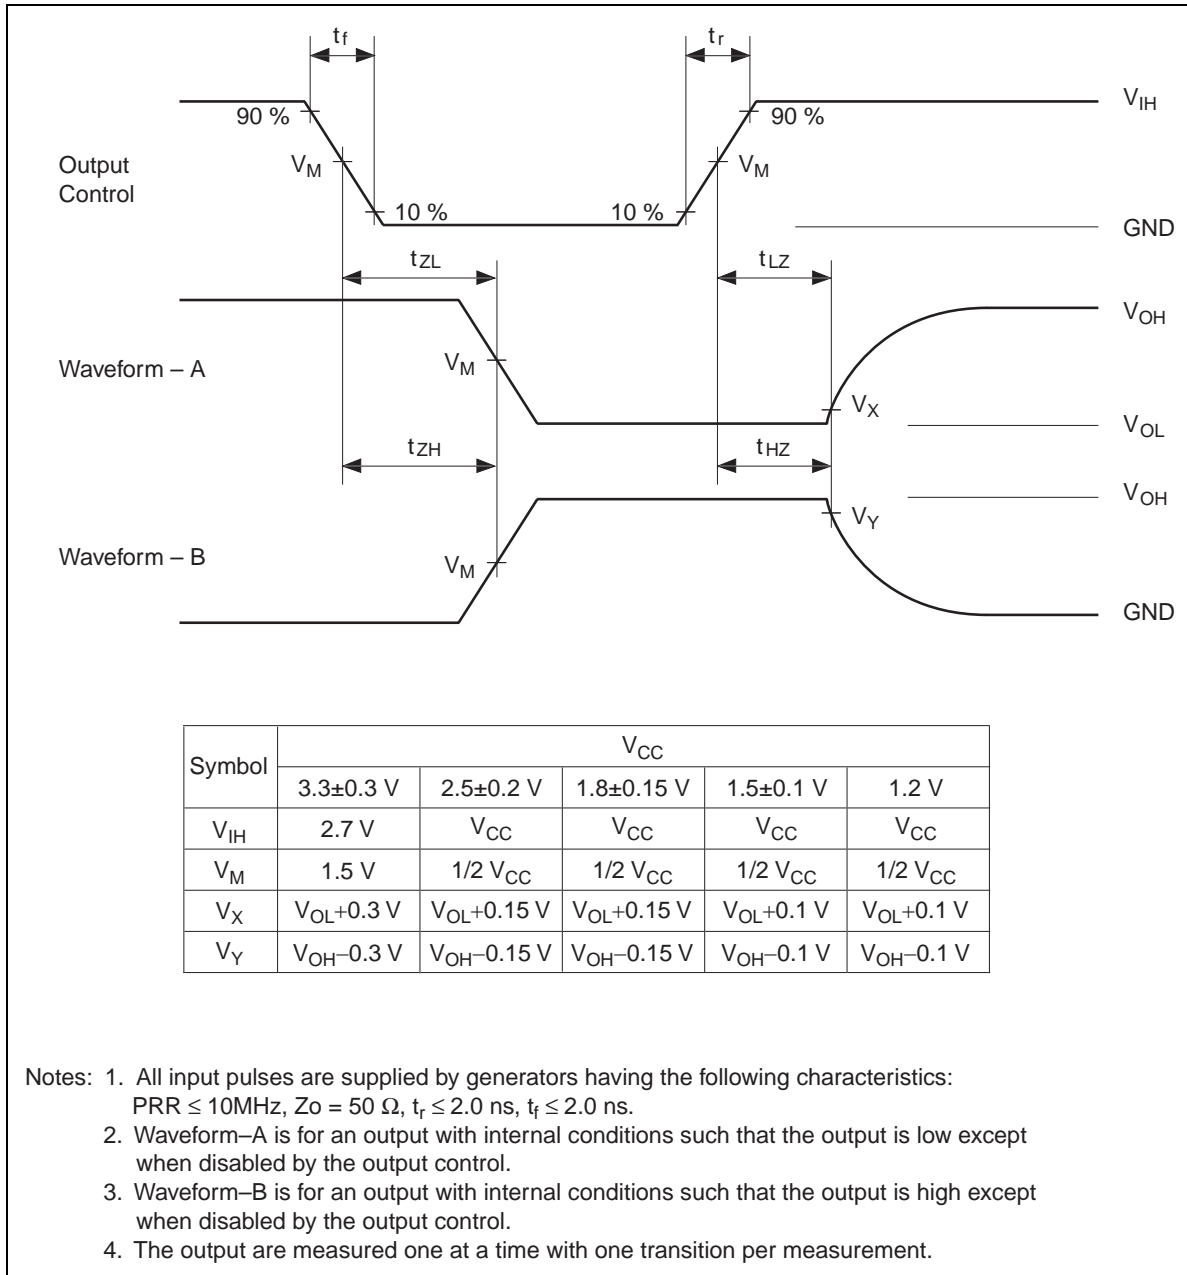 tf
tr
90 %
90 %
VIH
VM
VM
Output
Control
10 %
10 %
GND
tZL
tLZ
VOH
Waveform – A
VM
VX
VOL
tZH
tHZ
VOH
VY
Waveform – B
VM
GND
Symbol VCC
3.3±0.3 V 2.5±0.2 V 1.8±0.15 V 1.5±0.1 V 1.2 V
VIH 2.7 V VCC VCC VCC VCC
VM 1.5 V 1/2 VCC 1/2 VCC 1/2 VCC 1/2 VCC
VX VOL+0.3 V VOL+0.15 V VOL+0.15 V VOL+0.1 V VOL+0.1 V
VY VOH−0.3 V VOH−0.15 V VOH−0.15 V VOH−0.1 V VOH−0.1 V
Notes: 1. All input pulses are supplied by generators having the following characteristics:
PRR ≤ 10MHz, Zo = 50 Ω, tr ≤ 2.0 ns, tf ≤ 2.0 ns.
2. Waveform–A is for an output with internal conditions such that the output is low except
when disabled by the output control.
3. Waveform–B is for an output with internal conditions such that the output is high except
when disabled by the output control.
4. The output are measured one at a time with one transition per measurement.